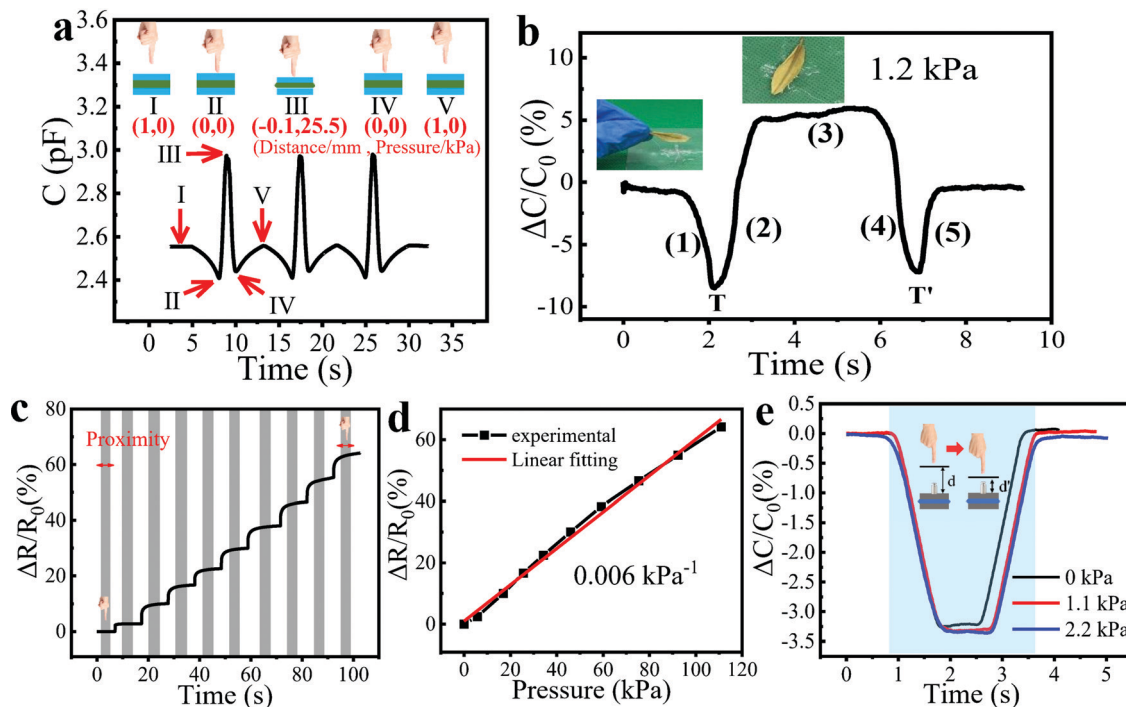 a
C (pF)
3.6
3.4
3.2
3.0
2.8
2.6
2.4
2.2
I II III IV V
(1,0) (0,0) (-0.1,25.5) (0,0) (1,0)
(Distance/mm , Pressure/kPa)
III
I
V
II
IV
0 5 10 15 20 25 30 35
Time (s)
b
ΔC/C0 (%)
10
5
0
-5
-10
1.2 kPa
(3)
(1) (2) (4) (5)
T T'
0 2 4 6 8 10
Time (s)
c
ΔR/R0(%)
80
60
40
20
0
Proximity
0 20 40 60 80 100
Time (s)
d
ΔR/R0(%)
60
40
20
0
experimental
Linear fitting
0.006 kPa-1
0 20 40 60 80 100 120
Pressure (kPa)
e
ΔC/C0(%)
0.5
0.0
-0.5
-1.0
-1.5
-2.0
-2.5
-3.0
-3.5
d d'
0 kPa
1.1 kPa
2.2 kPa
0 1 2 3 4 5
Time (s)